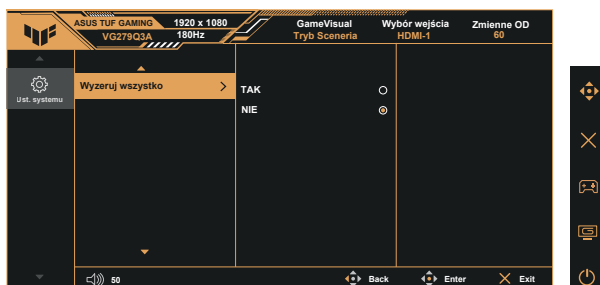 ASUS TUF GAMING 1920 x 1080 GameVisual Wybór wejścia Zmienne OD
VG279Q3A 180Hz Tryb Sceneria HDMI-1 60
Ust. systemu
Wyzeruj wszystko
TAK
NIE
50 Back Enter Exit